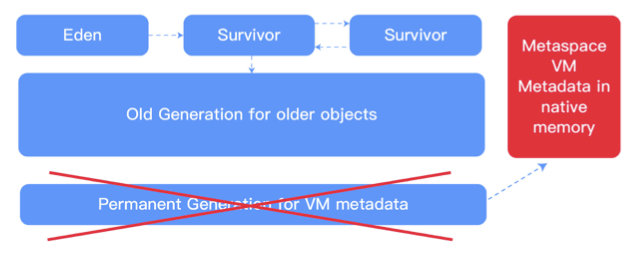 Eden
Survivor
Survivor
Metaspace
VM
Metadata in
native
memory
Old Generation for older objects
Permanent Generation for VM metadata